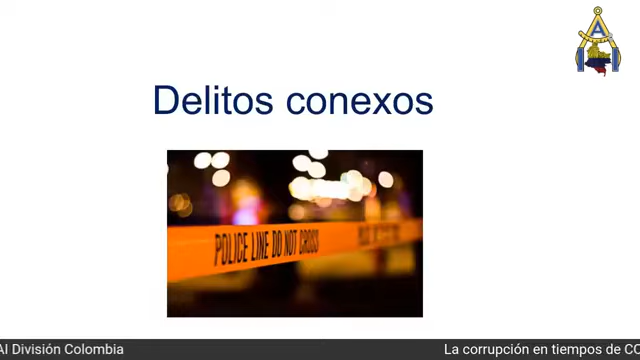 A
Delitos conexos
POLICE LINE DO NOT CROSS
AI División Colombia
La corrupción en tiempos de CO